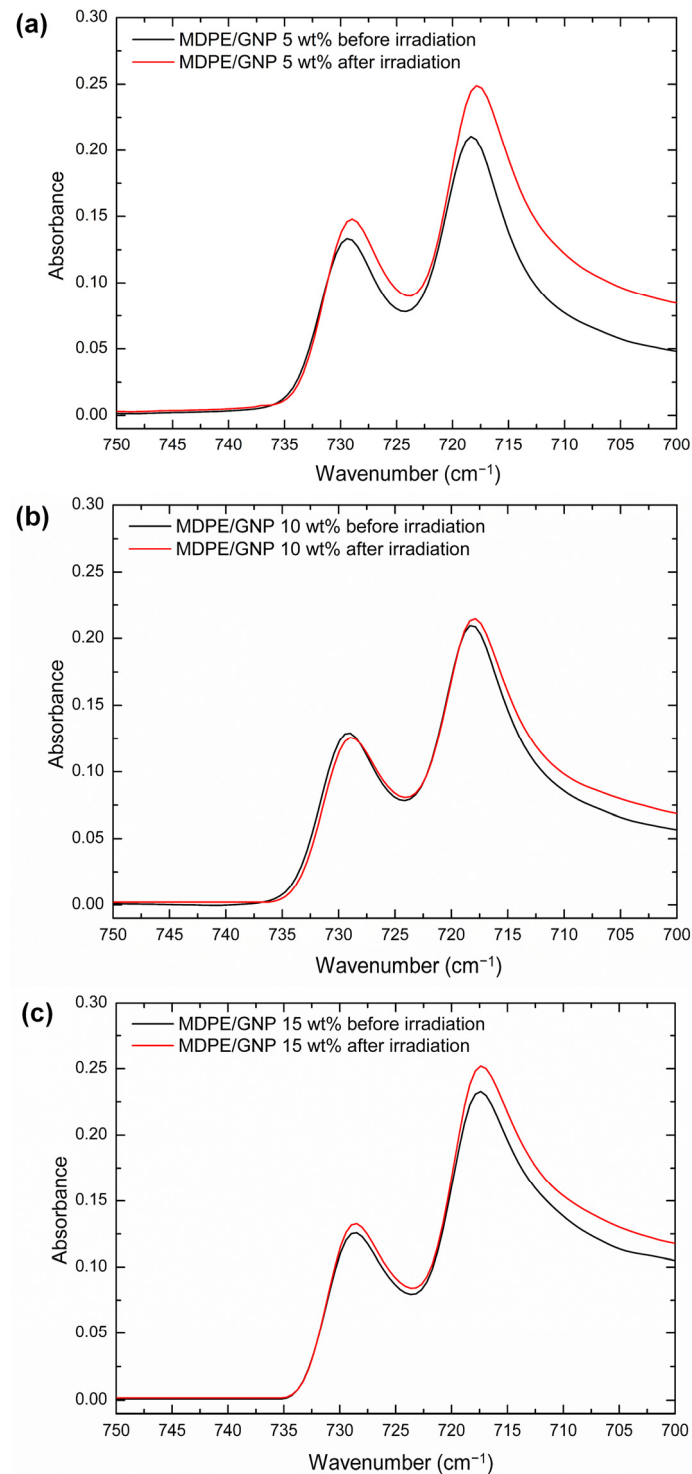 (a)
0.30
MDPE/GNP 5 wt% before irradiation
MDPE/GNP 5 wt% after irradiation
0.25
0.20
0.15
0.10
0.05
0.00
Absorbance
750 745 740 735 730 725 720 715 710 705 700
Wavenumber (cm⁻¹)
(b)
0.30
MDPE/GNP 10 wt% before irradiation
MDPE/GNP 10 wt% after irradiation
0.25
0.20
0.15
0.10
0.05
0.00
Absorbance
750 745 740 735 730 725 720 715 710 705 700
Wavenumber (cm⁻¹)
(c)
0.30
MDPE/GNP 15 wt% before irradiation
MDPE/GNP 15 wt% after irradiation
0.25
0.20
0.15
0.10
0.05
0.00
Absorbance
750 745 740 735 730 725 720 715 710 705 700
Wavenumber (cm⁻¹)